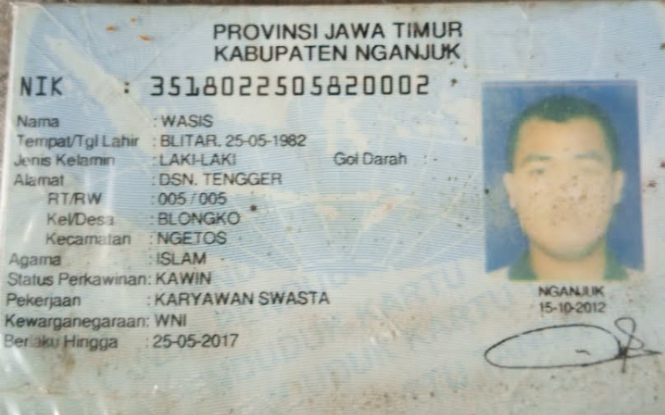 PROVINSI JAWA TIMUR
KABUPATEN NGANJUK
NIK : 3518022505820002
Nama : WASIS
Tempat/Tgl Lahir : BLITAR, 25-05-1982
Jenis Kelamin : LAKI-LAKI Gol Darah : -
Alamat : DSN. TENGGER
RT/RW : 005 / 005
Kel/Desa : BLONGKO
Kecamatan : NGETOS
Agama : ISLAM
Status Perkawinan: KAWIN
Pekerjaan : KARYAWAN SWASTA
Kewarganegaraan: WNI
Berlaku Hingga : 25-05-2017
NGANJUK
15-10-2012